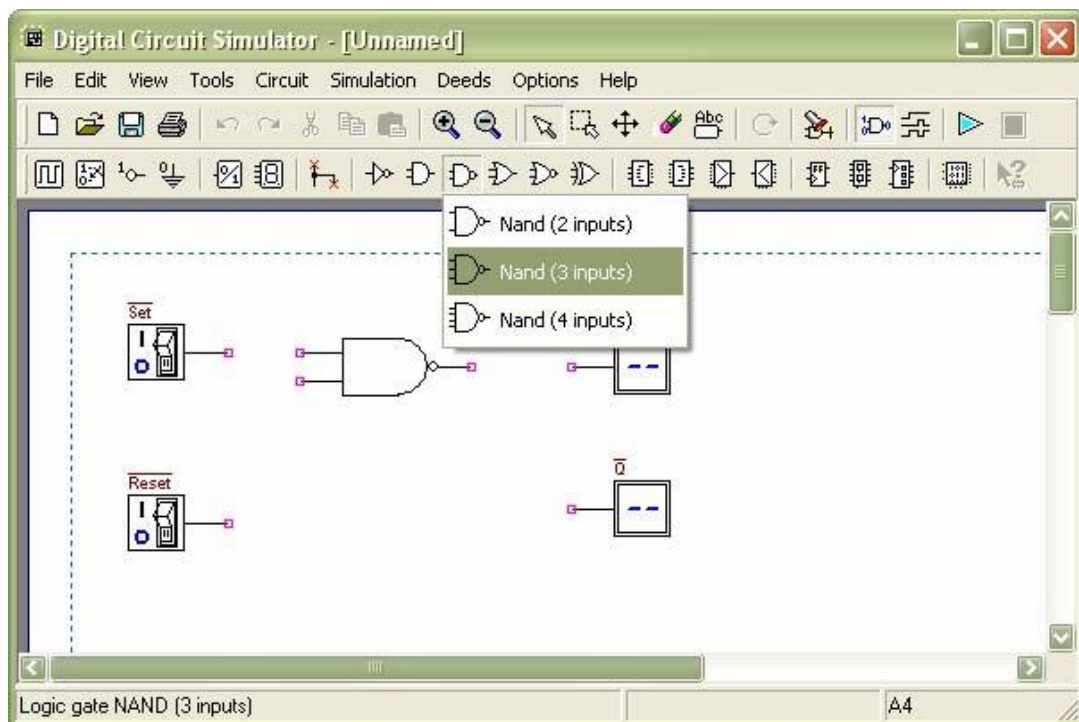 Digital Circuit Simulator - [Unnamed]
File Edit View Tools Circuit Simulation Deeds Options Help
Abc
Nand (2 inputs)
Nand (3 inputs)
Nand (4 inputs)
Set
Reset
Q
Logic gate NAND (3 inputs)
A4